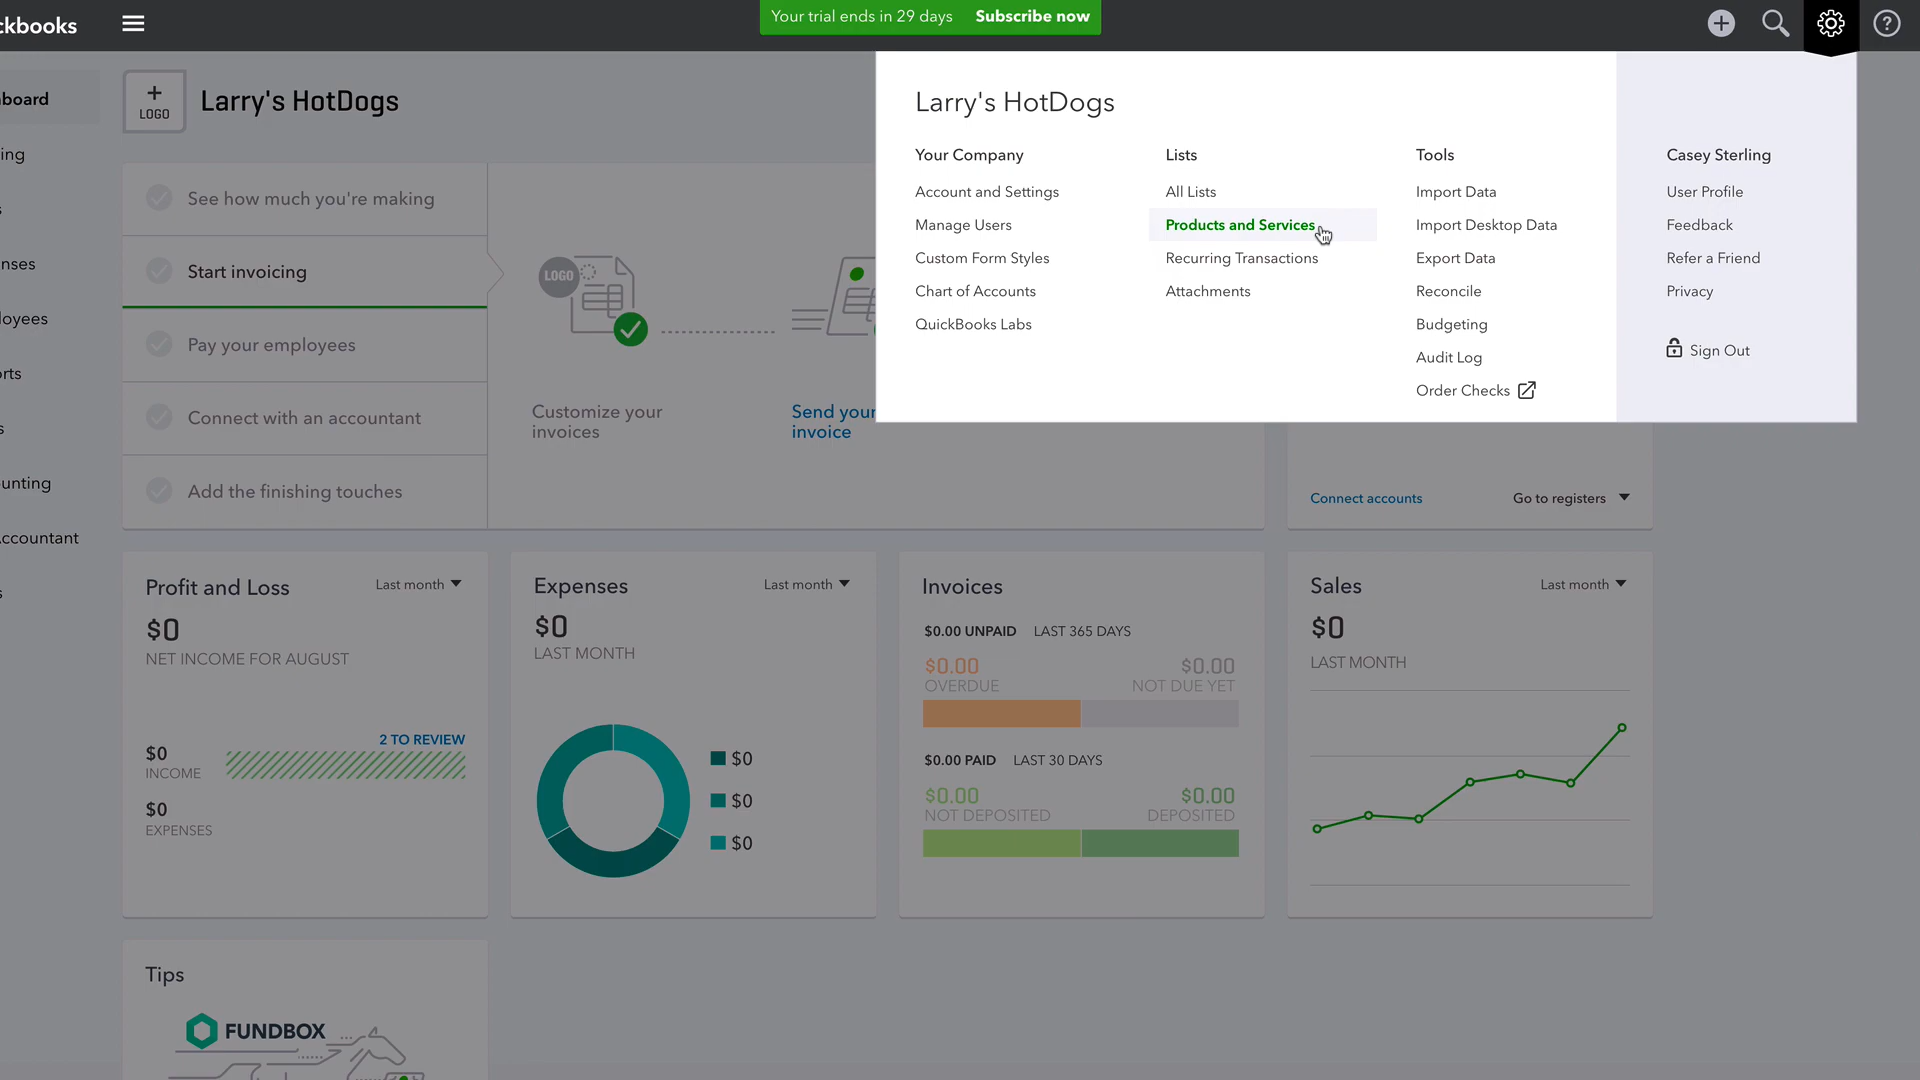 ckbooks
Your trial ends in 29 days Subscribe now
board
ing
s
nses
loyees
orts
s
unting
ccountant
s
+
LOGO
Larry's HotDogs
See how much you're making
Start invoicing
Pay your employees
Connect with an accountant
Add the finishing touches
LOGO
Customize your
invoices
Send your
invoice
Larry's HotDogs
Your Company
Account and Settings
Manage Users
Custom Form Styles
Chart of Accounts
QuickBooks Labs
Lists
All Lists
Products and Services
Recurring Transactions
Attachments
Tools
Import Data
Import Desktop Data
Export Data
Reconcile
Budgeting
Audit Log
Order Checks
Casey Sterling
User Profile
Feedback
Refer a Friend
Privacy
Sign Out
Connect accounts
Go to registers
Profit and Loss
Last month
$0
NET INCOME FOR AUGUST
2 TO REVIEW
$0
INCOME
$0
EXPENSES
Expenses
Last month
$0
LAST MONTH
$0
$0
$0
Invoices
$0.00 UNPAID LAST 365 DAYS
$0.00 $0.00
OVERDUE NOT DUE YET
$0.00 PAID LAST 30 DAYS
$0.00 $0.00
NOT DEPOSITED DEPOSITED
Sales
Last month
$0
LAST MONTH
Tips
FUNDBOX